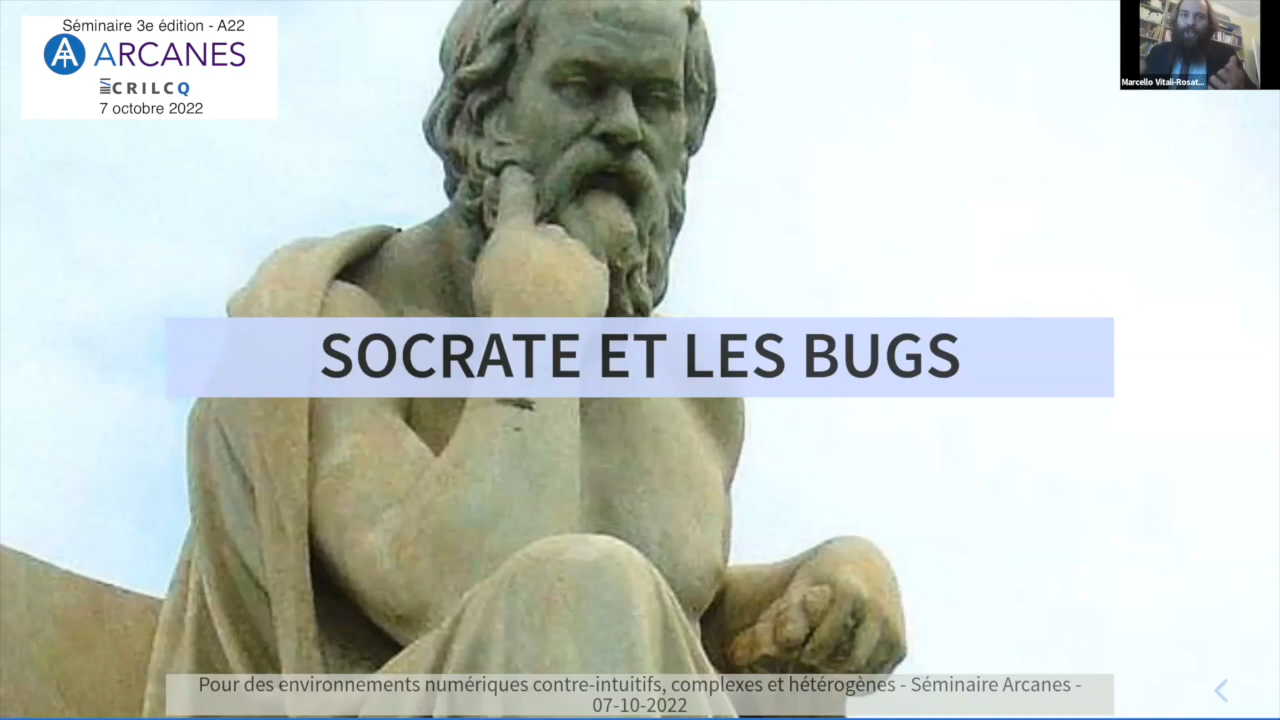 Séminaire 3e édition - A22
ARCANES
CRILCQ
7 octobre 2022
Marcello Vitali-Rosat...
SOCRATE ET LES BUGS
Pour des environnements numériques contre-intuitifs, complexes et hétérogènes - Séminaire Arcanes -
07-10-2022